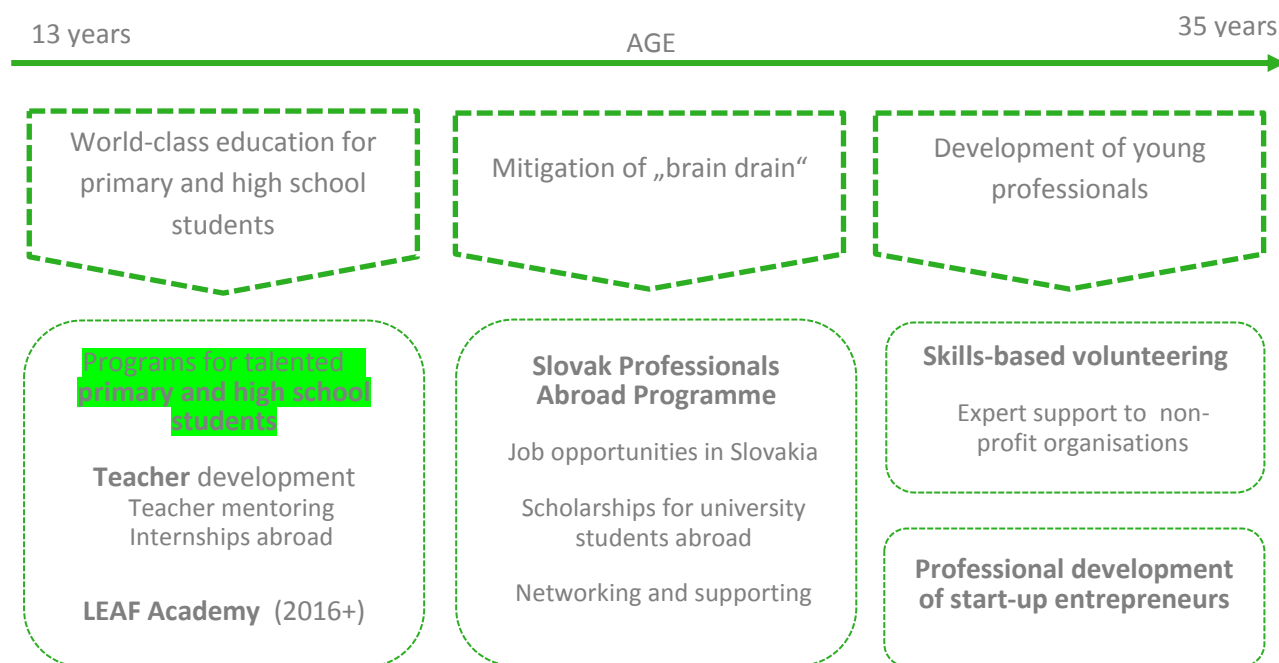 13 years
AGE
35 years
World-class education for
primary and high school
students
Mitigation of „brain drain“
Development of young
professionals
Programs for talented
primary and high school
students
Teacher development
Teacher mentoring
Internships abroad
LEAF Academy (2016+)
Slovak Professionals
Abroad Programme
Job opportunities in Slovakia
Scholarships for university
students abroad
Networking and supporting
Skills-based volunteering
Expert support to non-
profit organisations
Professional development
of start-up entrepreneurs